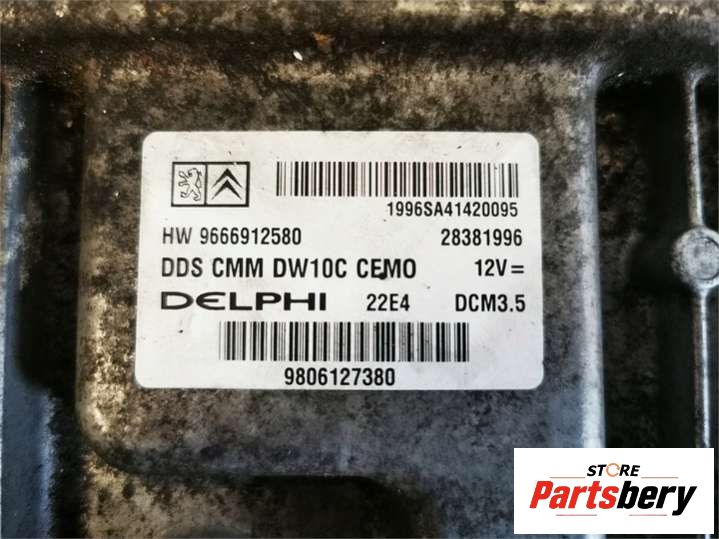 1996SA41420095
HW 9666912580 28381996
DDS CMM DW10C CEMO 12V=
DELPHI 22E4 DCM3.5
9806127380
STORE
Partsbery